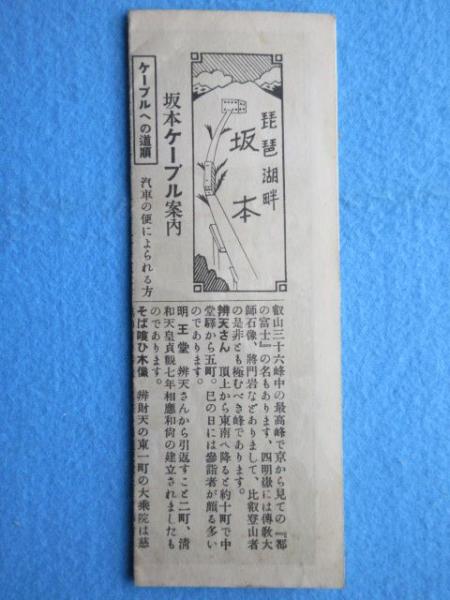 琵琶湖畔
坂本
坂本ケーブル案内
ケーブルへの道順
汽車の便によられる方
叡山三十六峰中の最高峰で京から見ての『都
の富士』の名もあります、四明嶽には傳教大
師石像、將門岩などありまして、比叡登山者
の是非とも極むべき峰であります。
辨天さん 頂上から東南へ降ると約十町で中
堂驛から五町。巳の日には參詣者が頗る多い
のであります。
明王堂 辨天さんから引返すこと二町、淸
和天皇貞觀七年相應和尙の建立されましたも
のであります。
そば喰ひ木像 辨財天の東一町の大乘院は慈